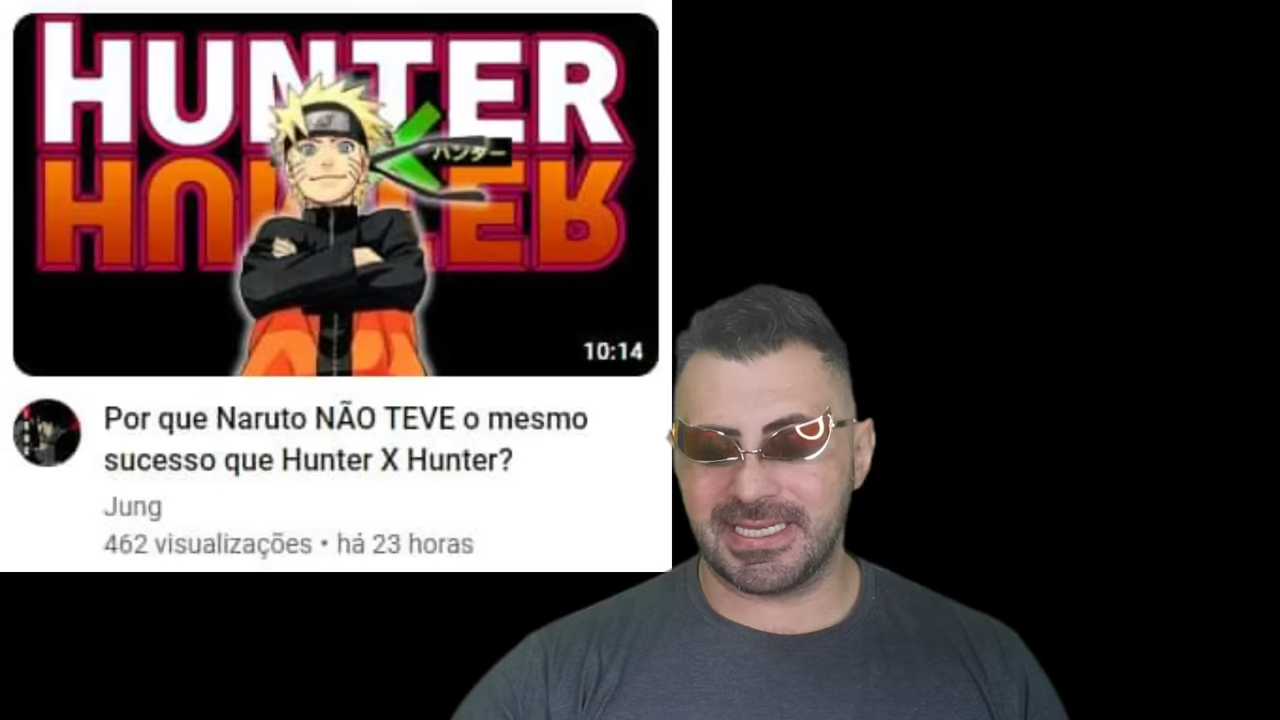 HUNTER
ハンター
HUNTER
10:14
Por que Naruto NÃO TEVE o mesmo
sucesso que Hunter X Hunter?
Jung
462 visualizações • há 23 horas